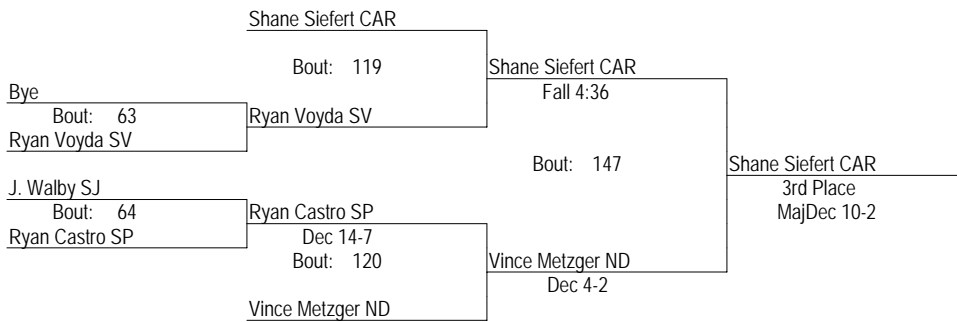 Shane Siefert CAR
Bout: 119
Shane Siefert CAR
Fall 4:36
Bye
Bout: 63
Ryan Voyda SV
Ryan Voyda SV
Bout: 147
Shane Siefert CAR
3rd Place
MajDec 10-2
J. Walby SJ
Bout: 64
Ryan Castro SP
Ryan Castro SP
Dec 14-7
Bout: 120
Vince Metzger ND
Dec 4-2
Vince Metzger ND